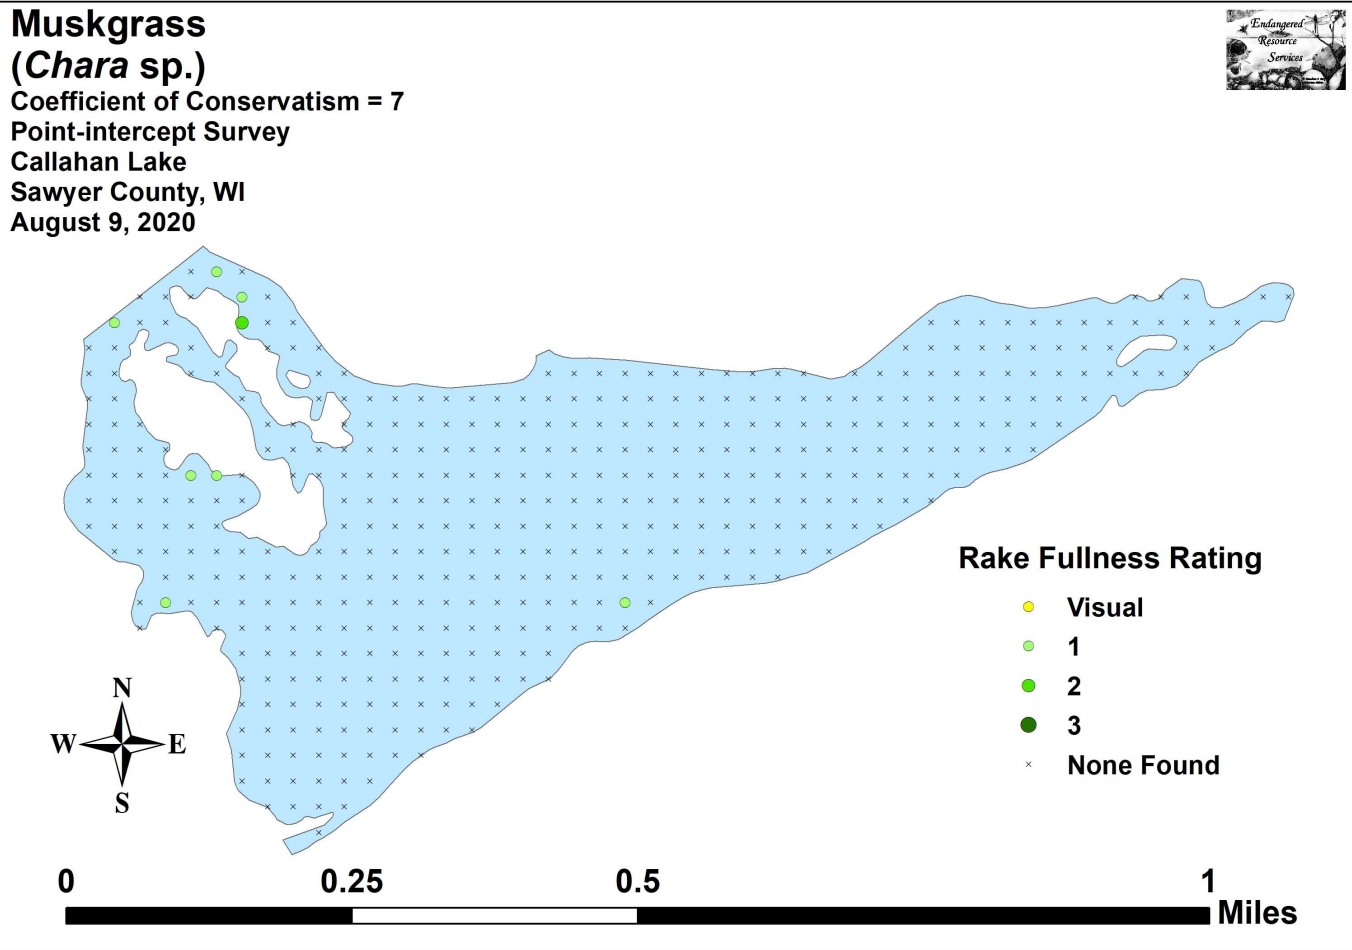 Muskgrass
(Chara sp.)
Coefficient of Conservatism = 7
Point-intercept Survey
Callahan Lake
Sawyer County, WI
August 9, 2020
Endangered
Resource
Services
Rake Fullness Rating
Visual
1
2
3
None Found
N
W E
S
0 0.25 0.5 1
Miles